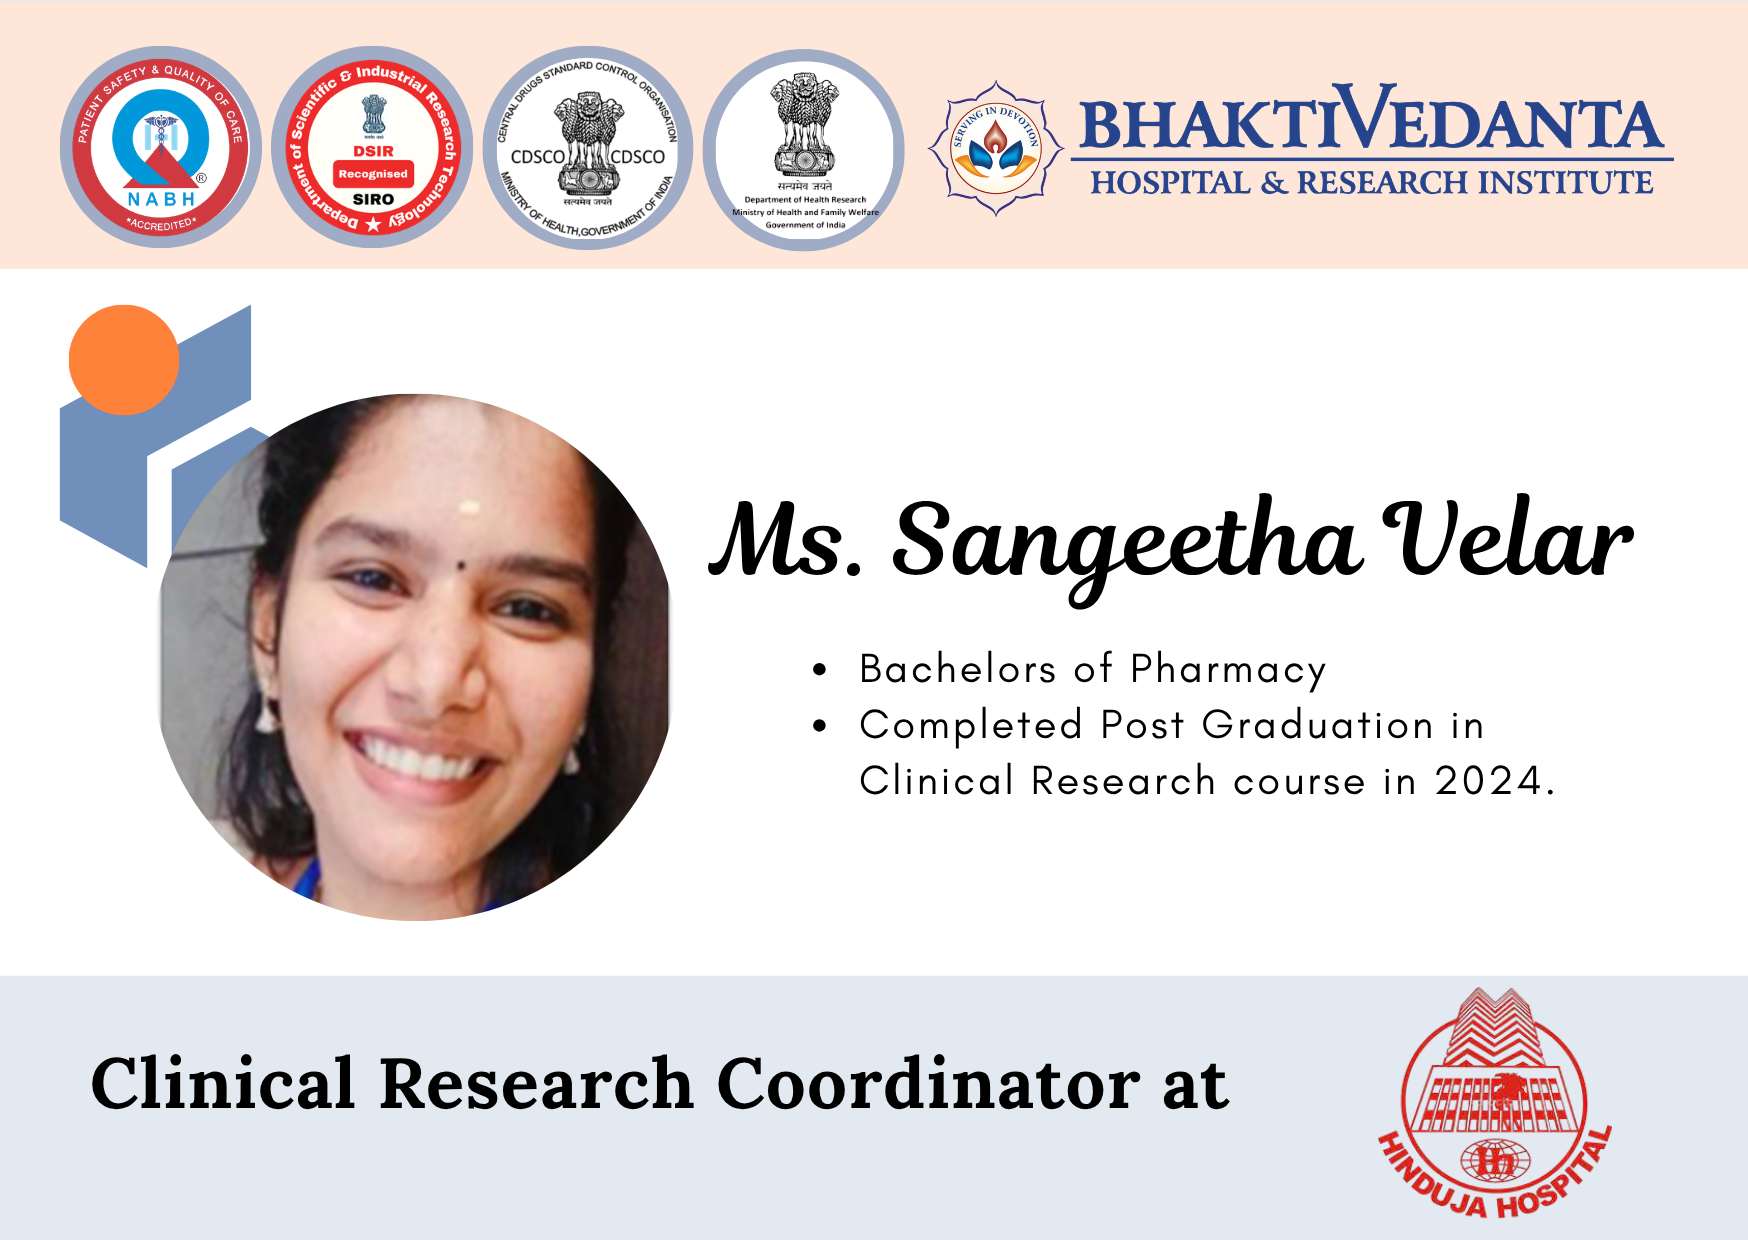 PATIENT SAFETY & QUALITY OF CARE
®
NABH
*ACCREDITED*
Department of Scientific & Industrial Research Technology
DSIR
Recognised
SIRO
CENTRAL DRUGS STANDARD CONTROL ORGANISATION
CDSCO CDSCO
सत्यमेव जयते
MINISTRY OF HEALTH,GOVERNMENT OF INDIA
सत्यमेव जयते
Department of Health Research
Ministry of Health and Family Welfare
Government of India
SERVING IN DEVOTION
BHAKTIVEDANTA
HOSPITAL & RESEARCH INSTITUTE
Ms. Sangeetha Velar
• Bachelors of Pharmacy
• Completed Post Graduation in
Clinical Research course in 2024.
Clinical Research Coordinator at
HINDUJA HOSPITAL